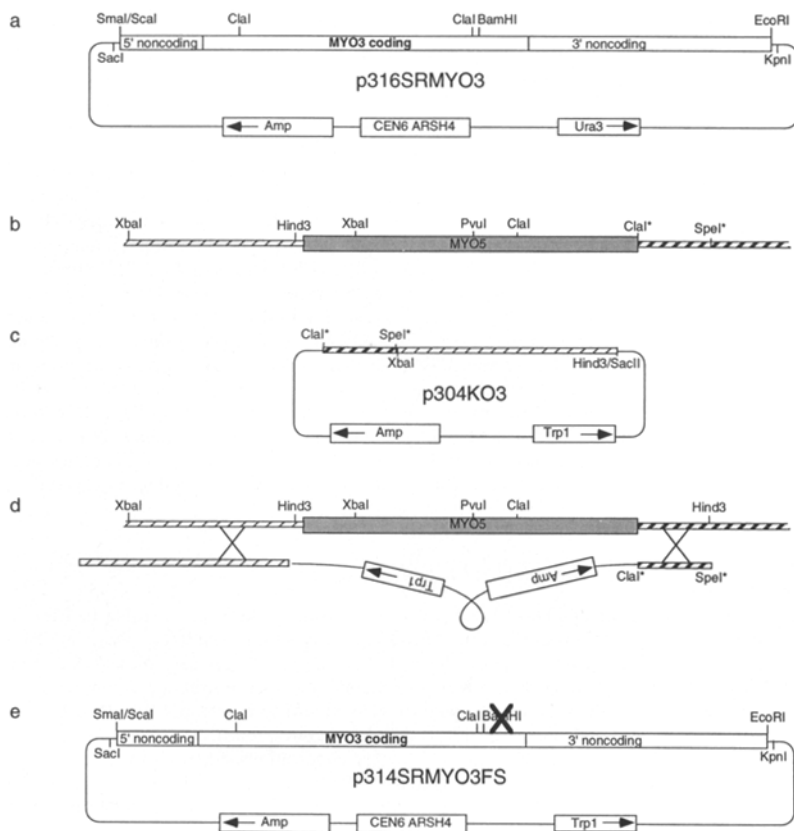 a
SmaI/ScaI ClaI ClaI BamHI EcoRI
5' noncoding MYO3 coding 3' noncoding
SacI KpnI
p316SRMYO3
Amp CEN6 ARSH4 Ura3
b
XbaI Hind3 XbaI PvuI ClaI ClaI* SpeI*
MYO5
c
ClaI* SpeI*
XbaI Hind3/SacII
p304KO3
Amp Trp1
d
XbaI Hind3 XbaI PvuI ClaI Hind3
MYO5
Trp1 Amp ClaI* SpeI*
e
SmaI/ScaI ClaI ClaI BamHI EcoRI
5' noncoding MYO3 coding 3' noncoding
SacI KpnI
p314SRMYO3FS
Amp CEN6 ARSH4 Trp1